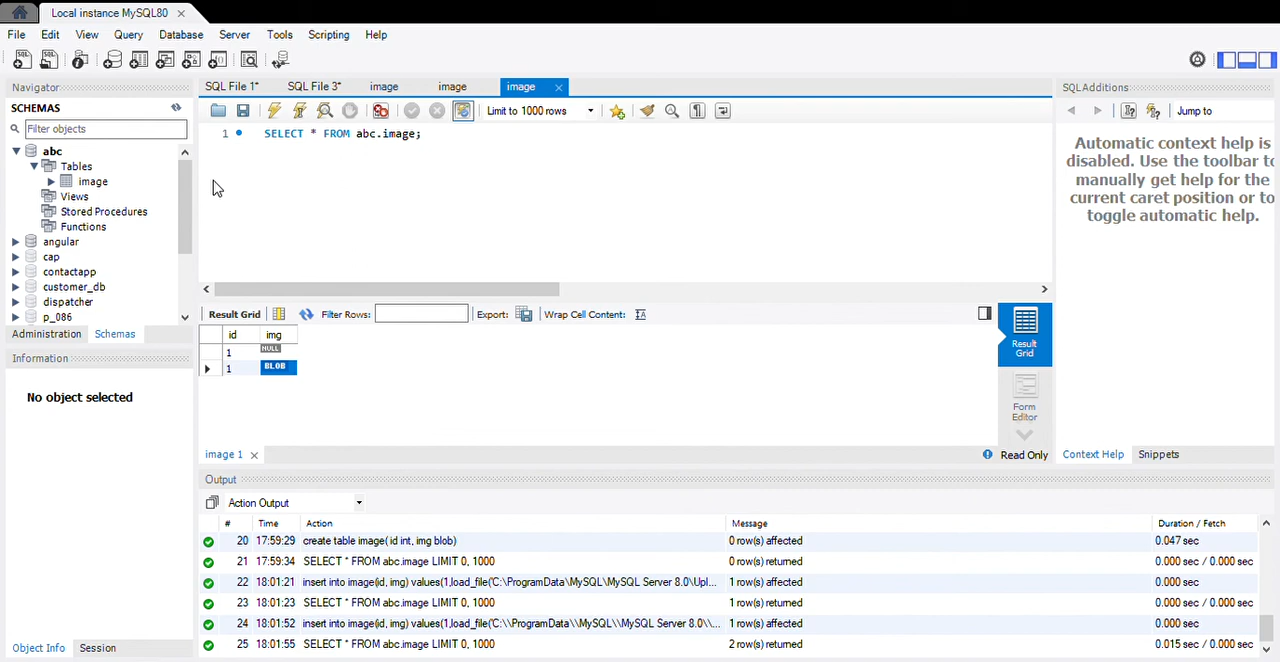 Local instance MySQL80
File Edit View Query Database Server Tools Scripting Help
Navigator
SCHEMAS
Filter objects
abc
Tables
image
Views
Stored Procedures
Functions
angular
cap
contactapp
customer_db
dispatcher
p_086
Administration Schemas
Information
No object selected
Object Info Session
SQL File 1* SQL File 3* image image image
Limit to 1000 rows
1 SELECT * FROM abc.image;
Result Grid Filter Rows: Export: Wrap Cell Content:
id img
1 NULL
1 BLOB
Result
Grid
Form
Editor
image 1 Read Only
SQLAdditions
Jump to
Automatic context help is
disabled. Use the toolbar to
manually get help for the
current caret position or to
toggle automatic help.
Context Help Snippets
Output
Action Output
# Time Action Message Duration / Fetch
20 17:59:29 create table image( id int, img blob) 0 row(s) affected 0.047 sec
21 17:59:34 SELECT * FROM abc.image LIMIT 0, 1000 0 row(s) returned 0.000 sec / 0.000 sec
22 18:01:21 insert into image(id, img) values(1,load_file('C:\ProgramData\MySQL\MySQL Server 8.0\Upl... 1 row(s) affected 0.000 sec
23 18:01:23 SELECT * FROM abc.image LIMIT 0, 1000 1 row(s) returned 0.000 sec / 0.000 sec
24 18:01:52 insert into image(id, img) values(1,load_file('C:\\ProgramData\\MySQL\\MySQL Server 8.0\\... 1 row(s) affected 0.000 sec
25 18:01:55 SELECT * FROM abc.image LIMIT 0, 1000 2 row(s) returned 0.015 sec / 0.000 sec